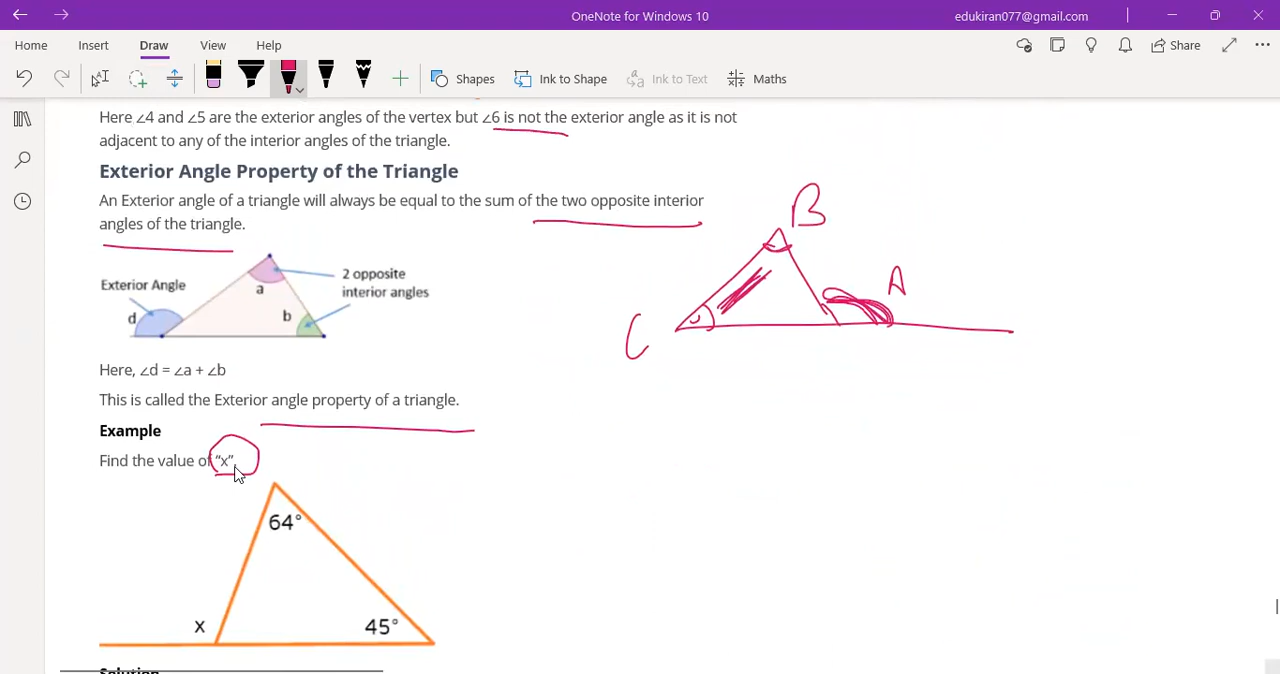 OneNote for Windows 10
edukiran077@gmail.com
Home Insert Draw View Help
Share
Shapes Ink to Shape Ink to Text Maths
Here ∠4 and ∠5 are the exterior angles of the vertex but ∠6 is not the exterior angle as it is not
adjacent to any of the interior angles of the triangle.
Exterior Angle Property of the Triangle
An Exterior angle of a triangle will always be equal to the sum of the two opposite interior
angles of the triangle.
B
A
C
Exterior Angle
2 opposite
interior angles
a
b
d
Here, ∠d = ∠a + ∠b
This is called the Exterior angle property of a triangle.
Example
Find the value of “x”.
64°
x
45°
Solution